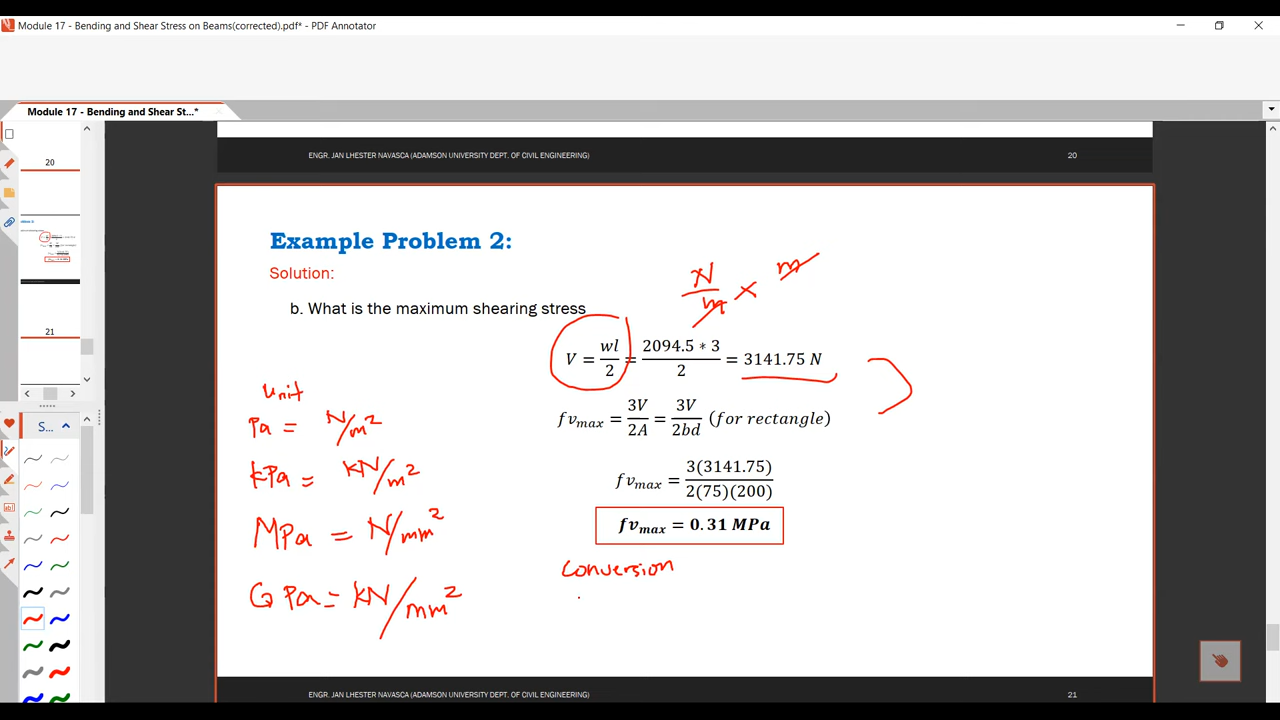 Module 17 - Bending and Shear Stress on Beams(corrected).pdf* - PDF Annotator
Module 17 - Bending and Shear St...*
20
21
S...
ENGR. JAN LHESTER NAVASCA (ADAMSON UNIVERSITY DEPT. OF CIVIL ENGINEERING) 20
Example Problem 2:
Solution:
b. What is the maximum shearing stress
N/m × m
V = wl/2 = 2094.5 ∗ 3/2 = 3141.75 N
fv_max = 3V/2A = 3V/2bd (for rectangle)
fv_max = 3(3141.75)/2(75)(200)
fv_max = 0.31 MPa
unit
Pa = N/m²
kPa = kN/m²
MPa = N/mm²
GPa = kN/mm²
conversion
ENGR. JAN LHESTER NAVASCA (ADAMSON UNIVERSITY DEPT. OF CIVIL ENGINEERING) 21